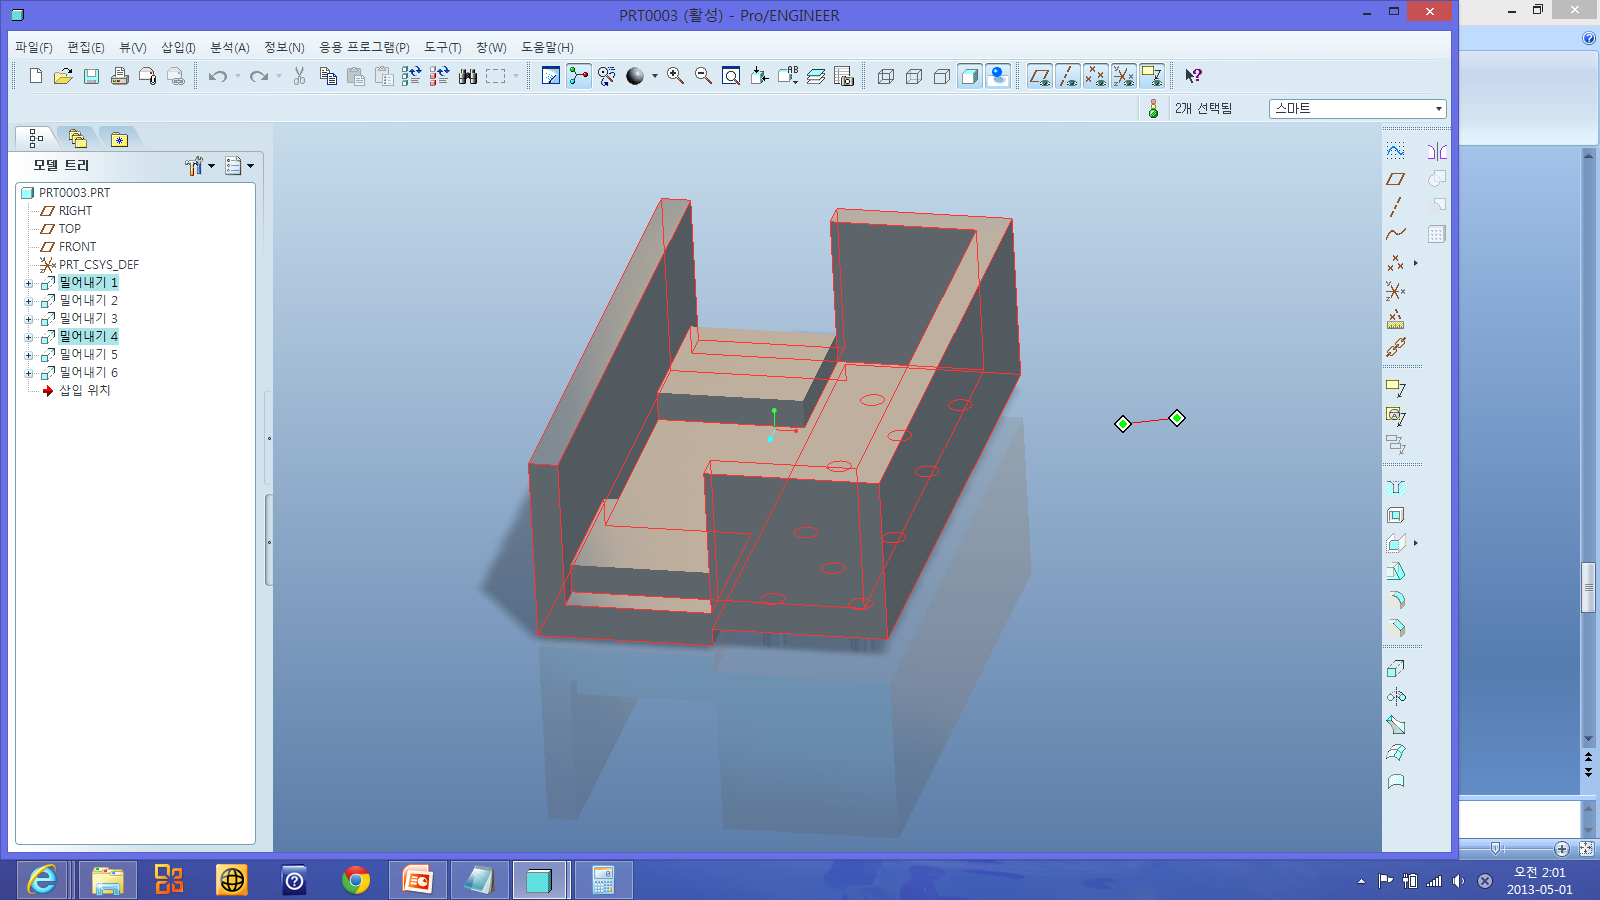 PRT0003 (활성) - Pro/ENGINEER
파일(F) 편집(E) 뷰(V) 삽입(I) 분석(A) 정보(N) 응용 프로그램(P) 도구(T) 창(W) 도움말(H)
2개 선택됨 스마트
모델 트리
PRT0003.PRT
RIGHT
TOP
FRONT
PRT_CSYS_DEF
밀어내기 1
밀어내기 2
밀어내기 3
밀어내기 4
밀어내기 5
밀어내기 6
삽입 위치
오전 2:01
2013-05-01